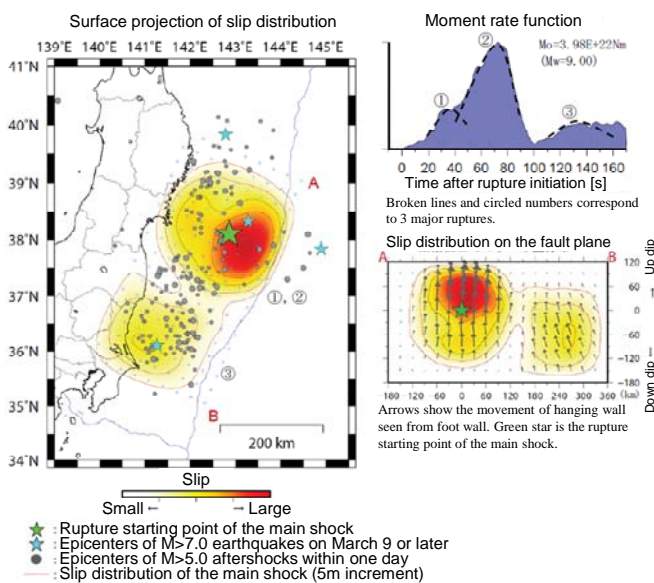 Surface projection of slip distribution
139°E 140°E 141°E 142°E 143°E 144°E 145°E
41°N
40°N
39°N
38°N
37°N
36°N
35°N
34°N
A
①, ②
③
B
200 km
Slip
Small ← → Large
: Rupture starting point of the main shock
: Epicenters of M>7.0 earthquakes on March 9 or later
: Epicenters of M>5.0 aftershocks within one day
: Slip distribution of the main shock (5m increment)
Moment rate function
Mo=3.98E+22Nm
(Mw=9.00)
①
②
③
0 20 40 60 80 100 120 140 160
Time after rupture initiation [s]
Broken lines and circled numbers correspond
to 3 major ruptures.
Slip distribution on the fault plane
A B
120
60
0
-60
-120
-180
Down dip ← → Up dip
-180 -120 -60 0 60 120 180 240 300 360 (km)
Arrows show the movement of hanging wall
seen from foot wall. Green star is the rupture
starting point of the main shock.